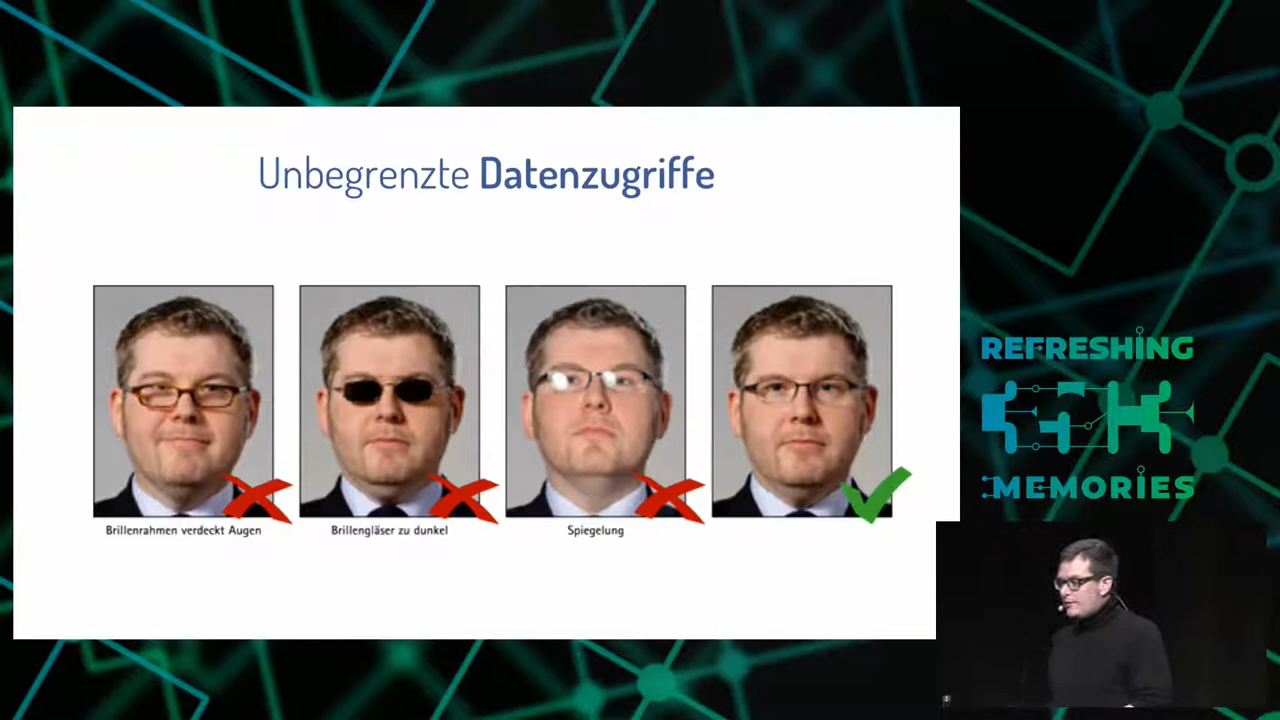 Unbegrenzte Datenzugriffe
Brillenrahmen verdeckt Augen
Brillengläser zu dunkel
Spiegelung
REFRESHING
MEMORIES